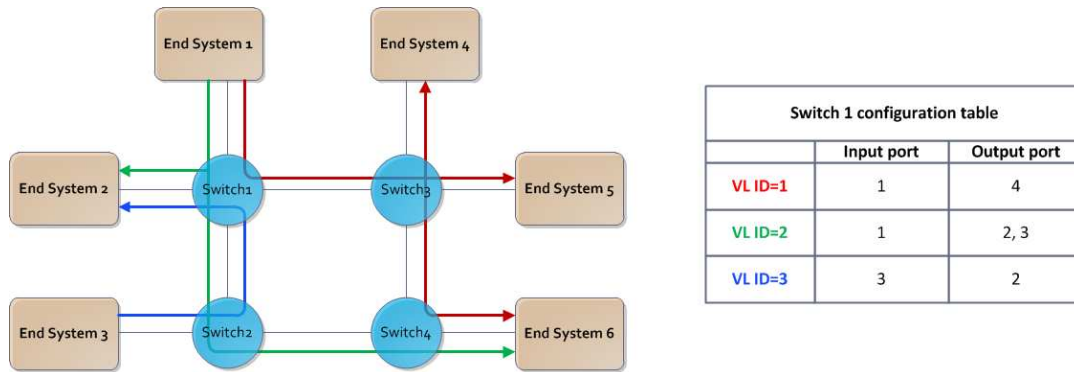 End System 1
End System 4
End System 2
Switch1
Switch3
End System 5
End System 3
Switch2
Switch4
End System 6
Switch 1 configuration table
Input port Output port
VL ID=1 1 4
VL ID=2 1 2, 3
VL ID=3 3 2